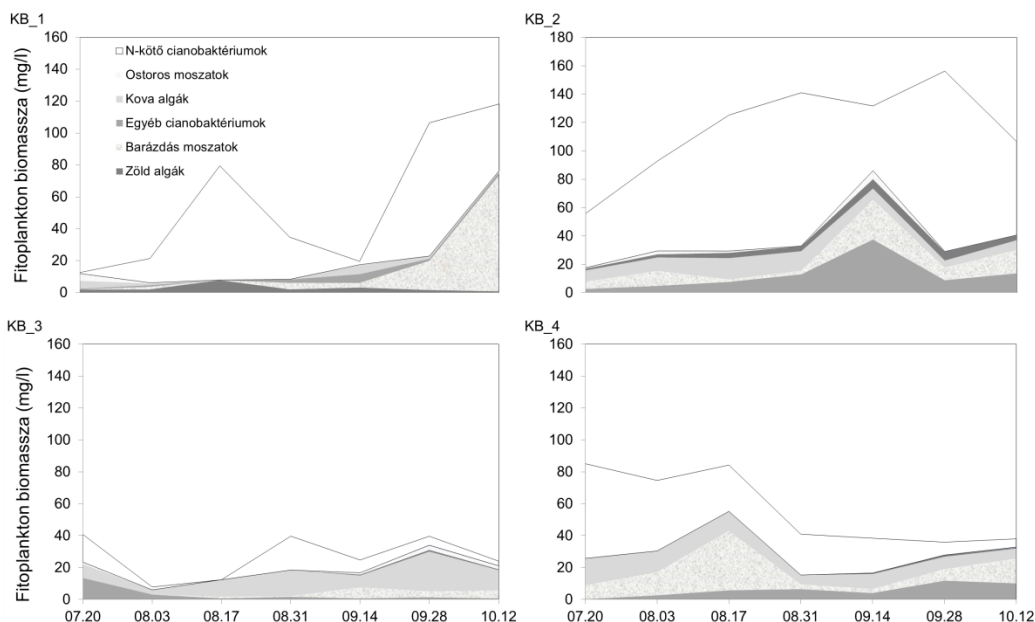 KB_1
Fitoplankton biomassza (mg/l)
160
140
120
100
80
60
40
20
0
N-kötő cianobaktériumok
Ostoros moszatok
Kova algák
Egyéb cianobaktériumok
Barázdás moszatok
Zöld algák
KB_2
180
160
140
120
100
80
60
40
20
0
KB_3
Fitoplankton biomassza (mg/l)
160
140
120
100
80
60
40
20
0
07.20 08.03 08.17 08.31 09.14 09.28 10.12
KB_4
160
140
120
100
80
60
40
20
0
07.20 08.03 08.17 08.31 09.14 09.28 10.12